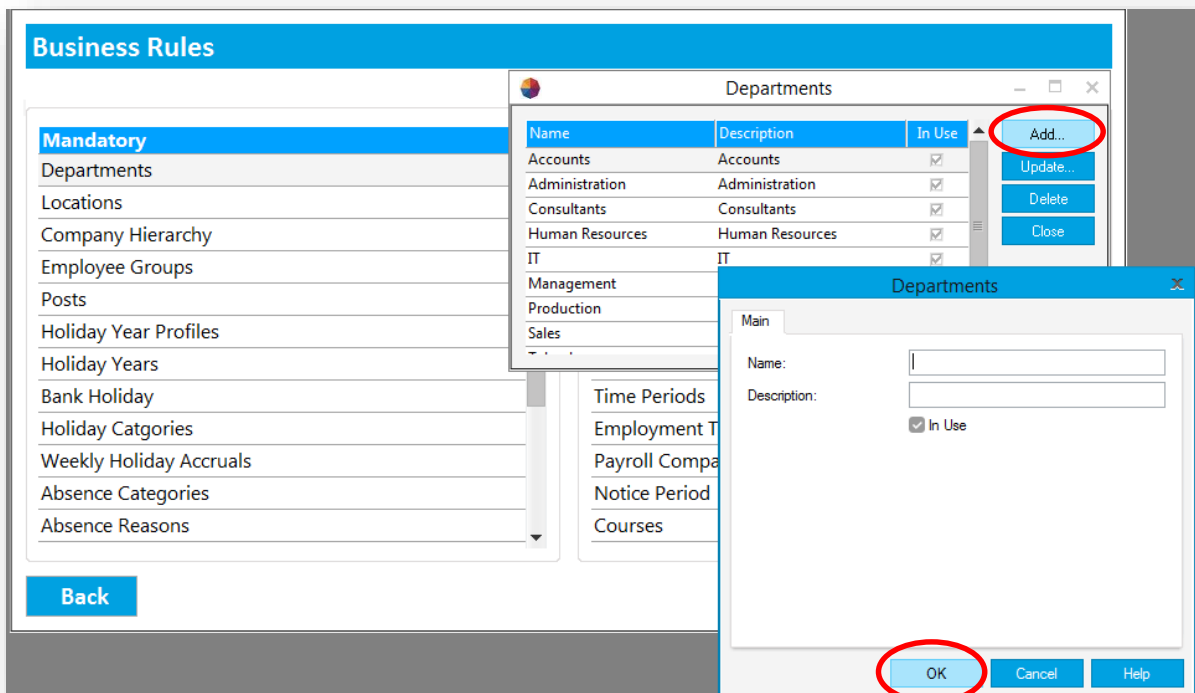 Business Rules
Mandatory
Departments
Locations
Company Hierarchy
Employee Groups
Posts
Holiday Year Profiles
Holiday Years
Bank Holiday
Holiday Catgories
Weekly Holiday Accruals
Absence Categories
Absence Reasons
Back
Time Periods
Employment T
Payroll Compa
Notice Period
Courses
Departments
Name Description In Use
Accounts Accounts
Administration Administration
Consultants Consultants
Human Resources Human Resources
IT IT
Management
Production
Sales
Add...
Update...
Delete
Close
Departments
Main
Name:
Description:
In Use
OK Cancel Help